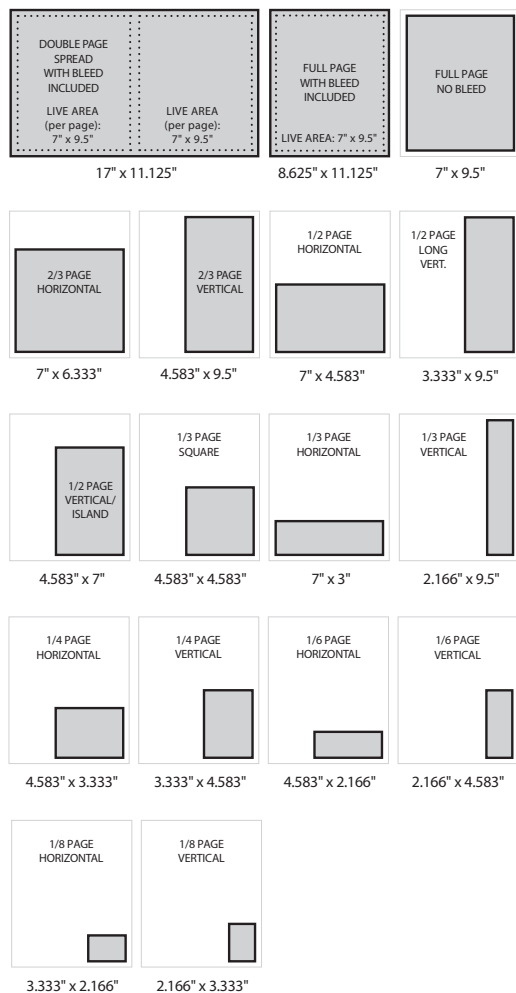 DOUBLE PAGE
SPREAD
WITH BLEED
INCLUDED
LIVE AREA
(per page):
7" x 9.5"
LIVE AREA
(per page):
7" x 9.5"
17" x 11.125"
FULL PAGE
WITH BLEED
INCLUDED
LIVE AREA: 7" x 9.5"
8.625" x 11.125"
FULL PAGE
NO BLEED
7" x 9.5"
2/3 PAGE
HORIZONTAL
7" x 6.333"
2/3 PAGE
VERTICAL
4.583" x 9.5"
1/2 PAGE
HORIZONTAL
7" x 4.583"
1/2 PAGE
LONG
VERT.
3.333" x 9.5"
1/2 PAGE
VERTICAL/
ISLAND
4.583" x 7"
1/3 PAGE
SQUARE
4.583" x 4.583"
1/3 PAGE
HORIZONTAL
7" x 3"
1/3 PAGE
VERTICAL
2.166" x 9.5"
1/4 PAGE
HORIZONTAL
4.583" x 3.333"
1/4 PAGE
VERTICAL
3.333" x 4.583"
1/6 PAGE
HORIZONTAL
4.583" x 2.166"
1/6 PAGE
VERTICAL
2.166" x 4.583"
1/8 PAGE
HORIZONTAL
3.333" x 2.166"
1/8 PAGE
VERTICAL
2.166" x 3.333"